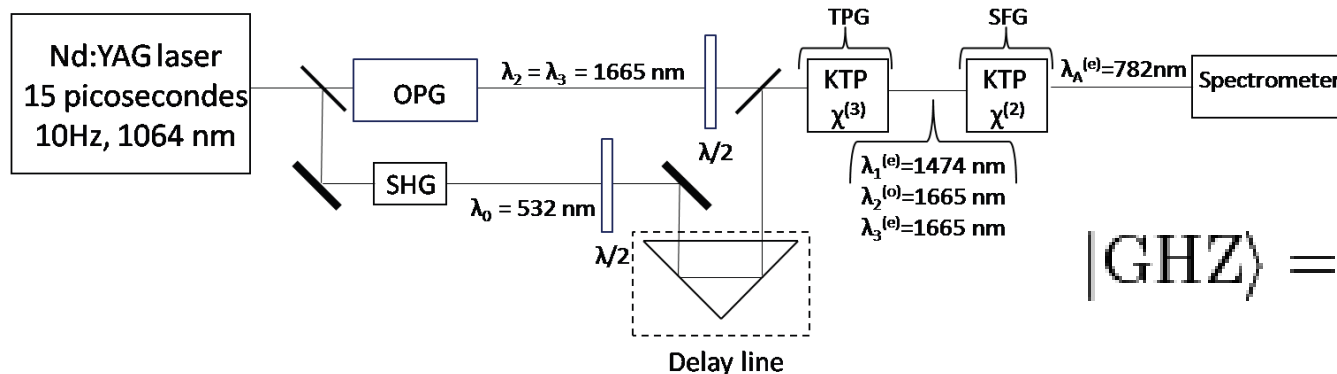 Nd:YAG laser
15 picosecondes
10Hz, 1064 nm
OPG
λ₂ = λ₃ = 1665 nm
λ/2
SHG
λ₀ = 532 nm
λ/2
Delay line
TPG
KTP
χ⁽³⁾
SFG
KTP
χ⁽²⁾
λ₁⁽ᵉ⁾=1474 nm
λ₂⁽ᵒ⁾=1665 nm
λ₃⁽ᵉ⁾=1665 nm
λ_A⁽ᵉ⁾=782nm
Spectrometer
|GHZ⟩ =